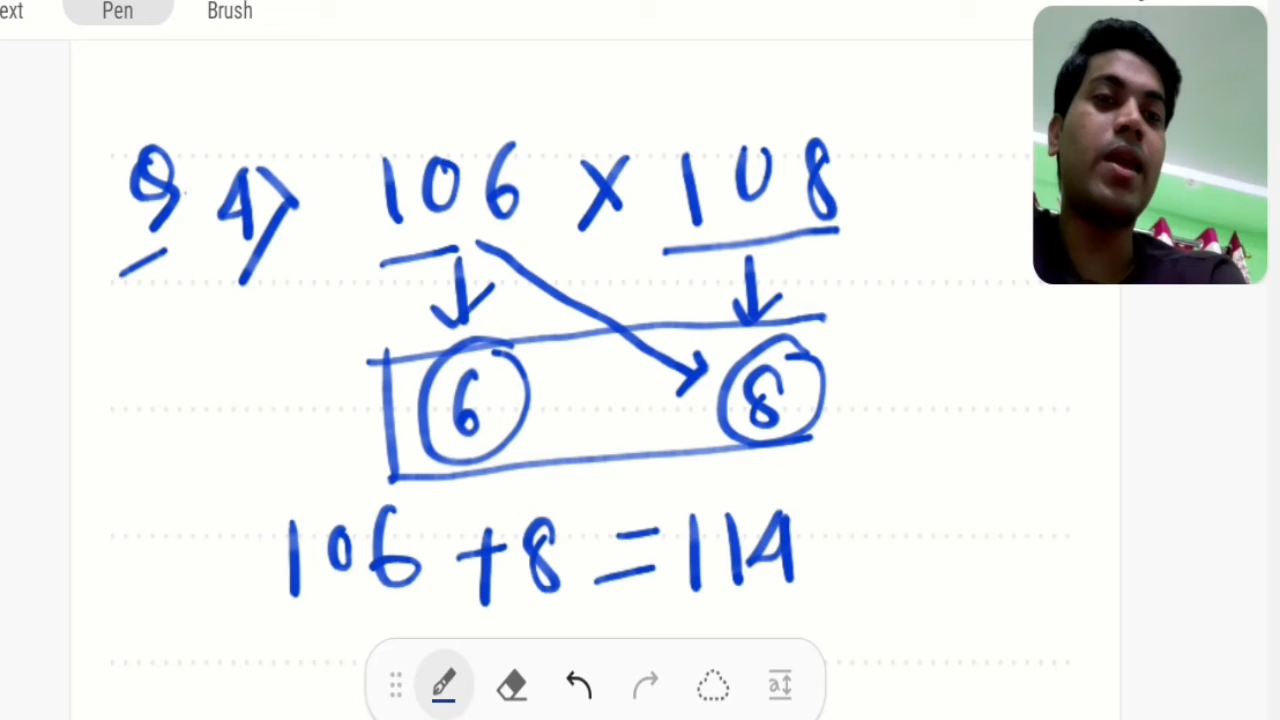 ext Pen Brush
Q 4) 106 x 108
6 8
106 + 8 = 114
a